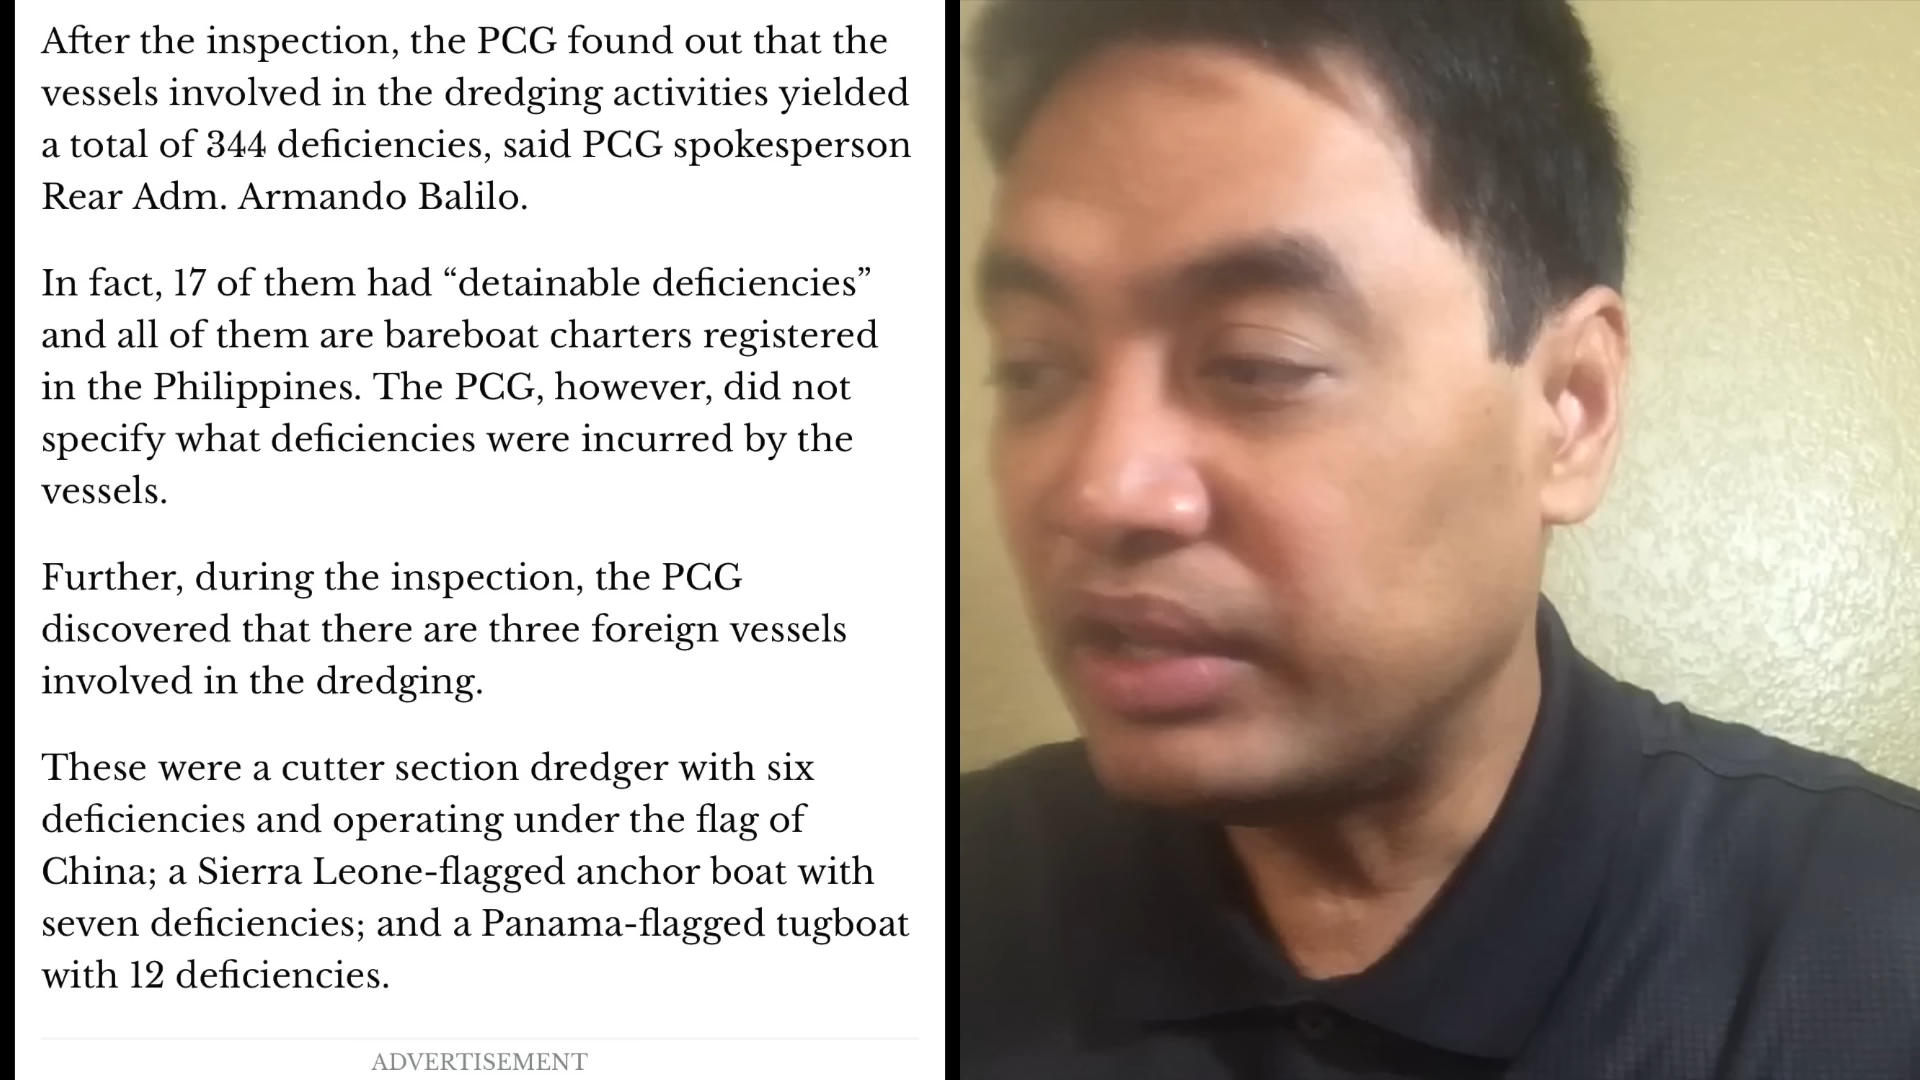 After the inspection, the PCG found out that the
vessels involved in the dredging activities yielded
a total of 344 deficiencies, said PCG spokesperson
Rear Adm. Armando Balilo.
In fact, 17 of them had “detainable deficiencies”
and all of them are bareboat charters registered
in the Philippines. The PCG, however, did not
specify what deficiencies were incurred by the
vessels.
Further, during the inspection, the PCG
discovered that there are three foreign vessels
involved in the dredging.
These were a cutter section dredger with six
deficiencies and operating under the flag of
China; a Sierra Leone-flagged anchor boat with
seven deficiencies; and a Panama-flagged tugboat
with 12 deficiencies.
ADVERTISEMENT